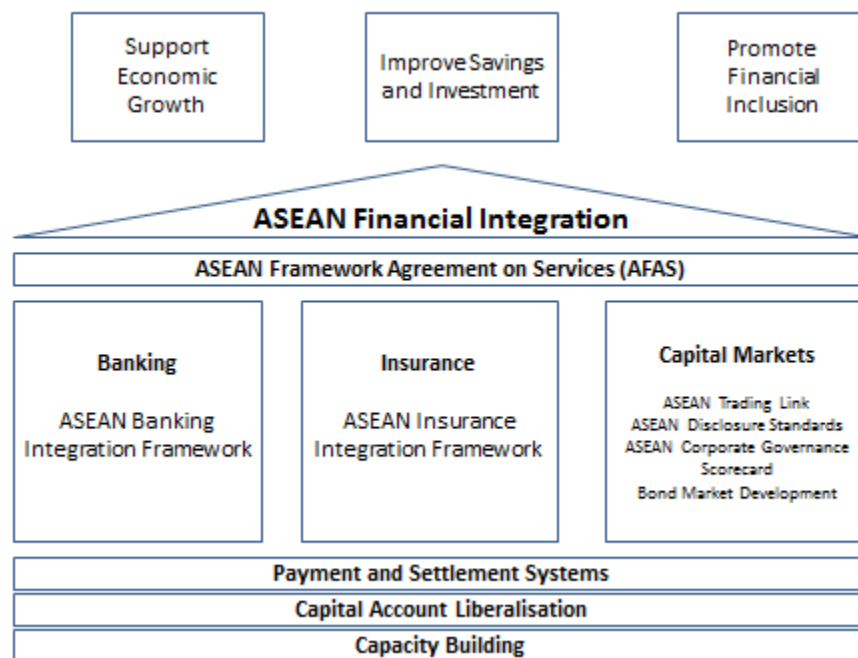 Support
Economic
Growth
Improve Savings
and Investment
Promote
Financial
Inclusion
ASEAN Financial Integration
ASEAN Framework Agreement on Services (AFAS)
Banking
ASEAN Banking
Integration Framework
Insurance
ASEAN Insurance
Integration Framework
Capital Markets
ASEAN Trading Link
ASEAN Disclosure Standards
ASEAN Corporate Governance
Scorecard
Bond Market Development
Payment and Settlement Systems
Capital Account Liberalisation
Capacity Building